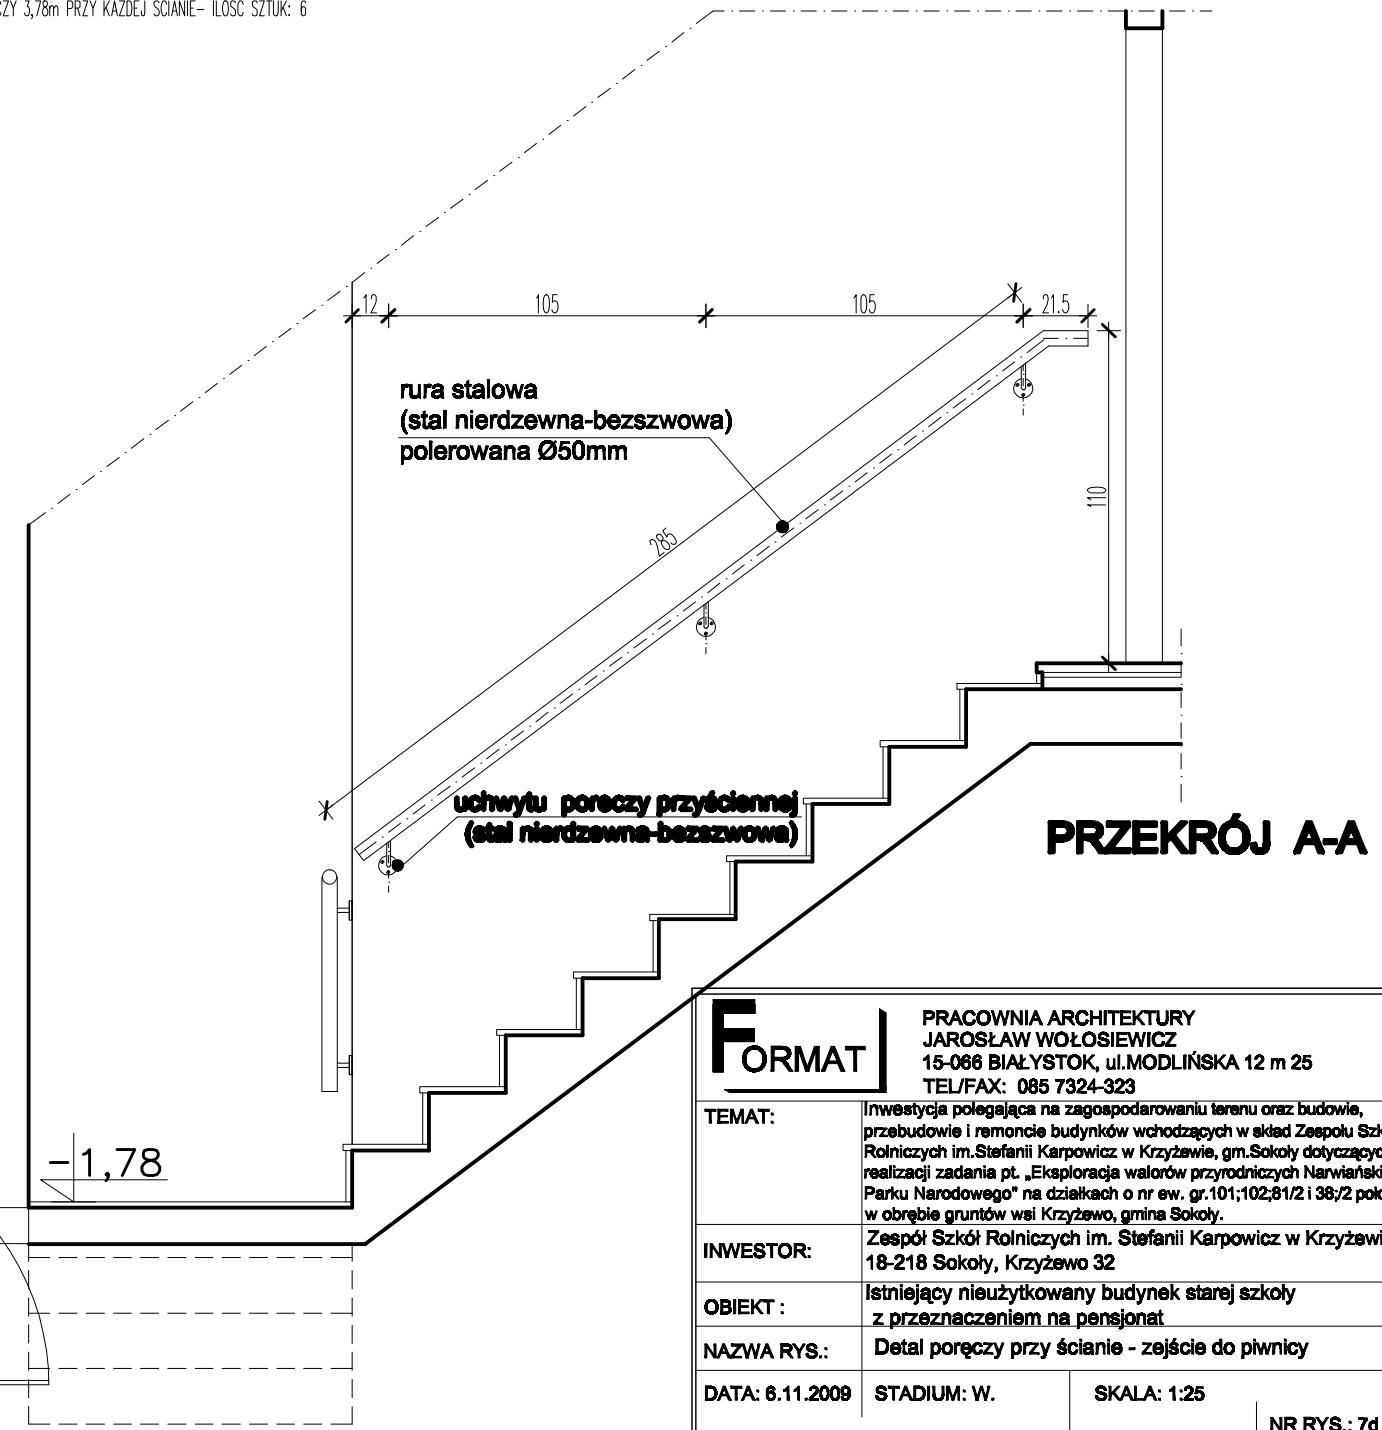 3,78m PRZY KAŻDEJ ŚCIANIE- ILOŚĆ SZTUK: 6
12
105
105
21.5
rura stalowa
(stal nierdzewna-bezszwowa)
polerowana Ø50mm
110
285
uchwytu poręczy przyściennej
(stal nierdzewna-bezszwowa)
PRZEKRÓJ A-A
-1,78
FORMAT
PRACOWNIA ARCHITEKTURY
JAROSŁAW WOŁOSIEWICZ
15-066 BIAŁYSTOK, ul.MODLIŃSKA 12 m 25
TEL/FAX: 085 7324-323
TEMAT:
Inwestycja polegająca na zagospodarowaniu terenu oraz budowie,
przebudowie i remoncie budynków wchodzących w skład Zespołu Szk
Rolniczych im.Stefanii Karpowicz w Krzyżewie, gm.Sokoły dotyczącyc
realizacji zadania pt. „Eksploracja walorów przyrodniczych Narwiański
Parku Narodowego" na działkach o nr ew. gr.101;102;81/2 i 38;/2 poło
w obrębie gruntów wsi Krzyżewo, gmina Sokoły.
INWESTOR:
Zespół Szkół Rolniczych im. Stefanii Karpowicz w Krzyżewi
18-218 Sokoły, Krzyżewo 32
OBIEKT :
Istniejący nieużytkowany budynek starej szkoły
z przeznaczeniem na pensjonat
NAZWA RYS.:
Detal poręczy przy ścianie - zejście do piwnicy
DATA: 6.11.2009
STADIUM: W.
SKALA: 1:25
NR RYS.: 7d